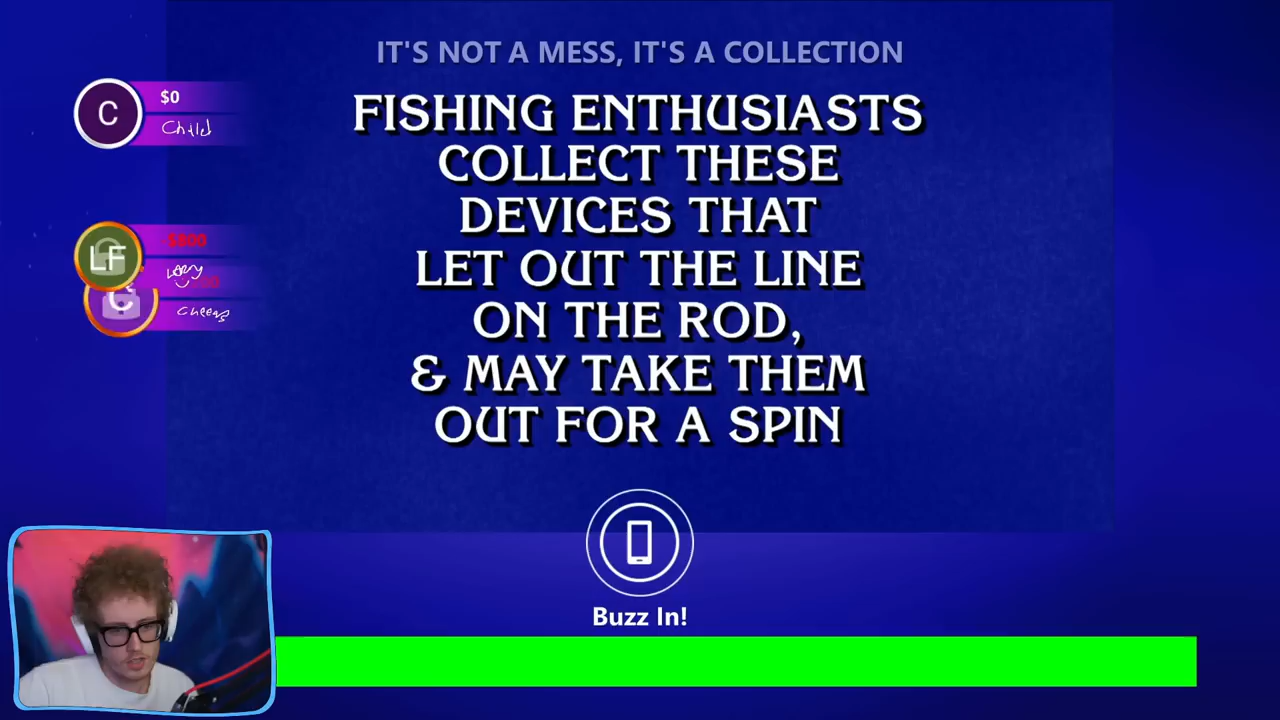 IT'S NOT A MESS, IT'S A COLLECTION
FISHING ENTHUSIASTS
COLLECT THESE
DEVICES THAT
LET OUT THE LINE
ON THE ROD,
& MAY TAKE THEM
OUT FOR A SPIN
C
$0
Child
LF
-$800
C
Buzz In!